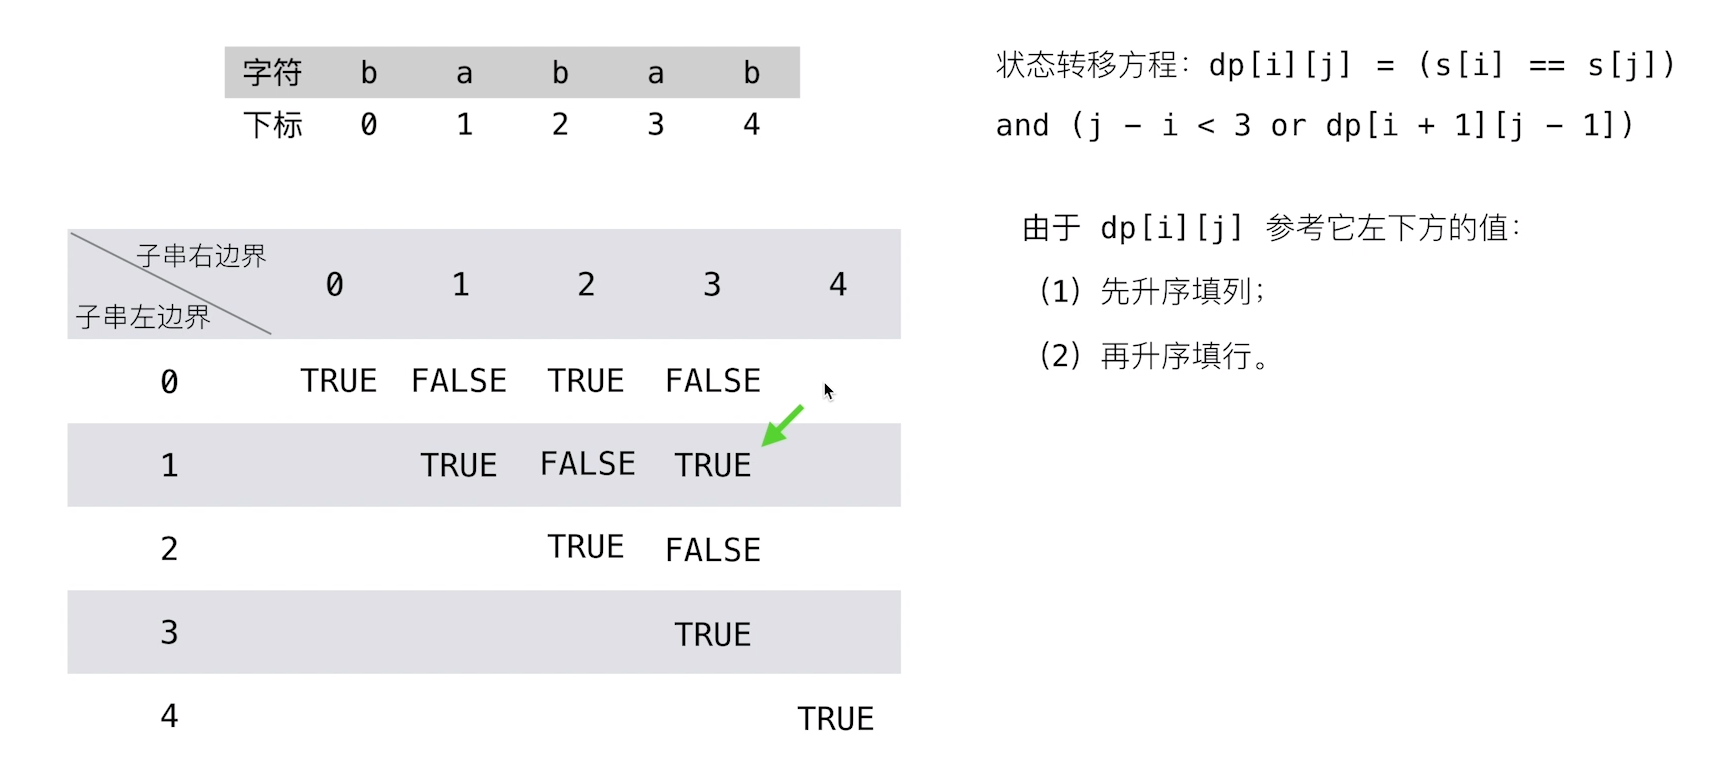 字符 b a b a b
下标 0 1 2 3 4
状态转移方程：dp[i][j] = (s[i] == s[j])
and (j - i < 3 or dp[i + 1][j - 1])
由于 dp[i][j] 参考它左下方的值：
（1）先升序填列；
（2）再升序填行。
子串右边界
子串左边界
0 1 2 3 4
0 TRUE FALSE TRUE FALSE
1 TRUE FALSE TRUE
2 TRUE FALSE
3 TRUE
4 TRUE